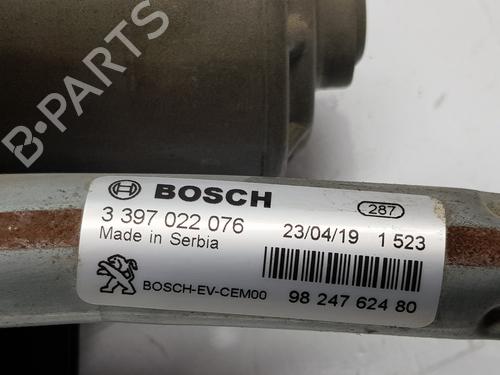 BOSCH
287
3 397 022 076
23/04/19 1 523
Made in Serbia
BOSCH-EV-CEM00
98 247 624 80